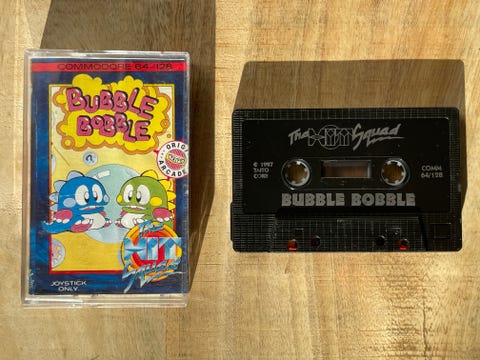 COMMODORE 64-128
BUBBLE
BOBBLE
ORIGINAL
TAITO
ARCADE
The
HIT
Squad
JOYSTICK
ONLY.
The HIT Squad
© 1987
TAITO
CORP.
COMM
64/128
BUBBLE BOBBLE